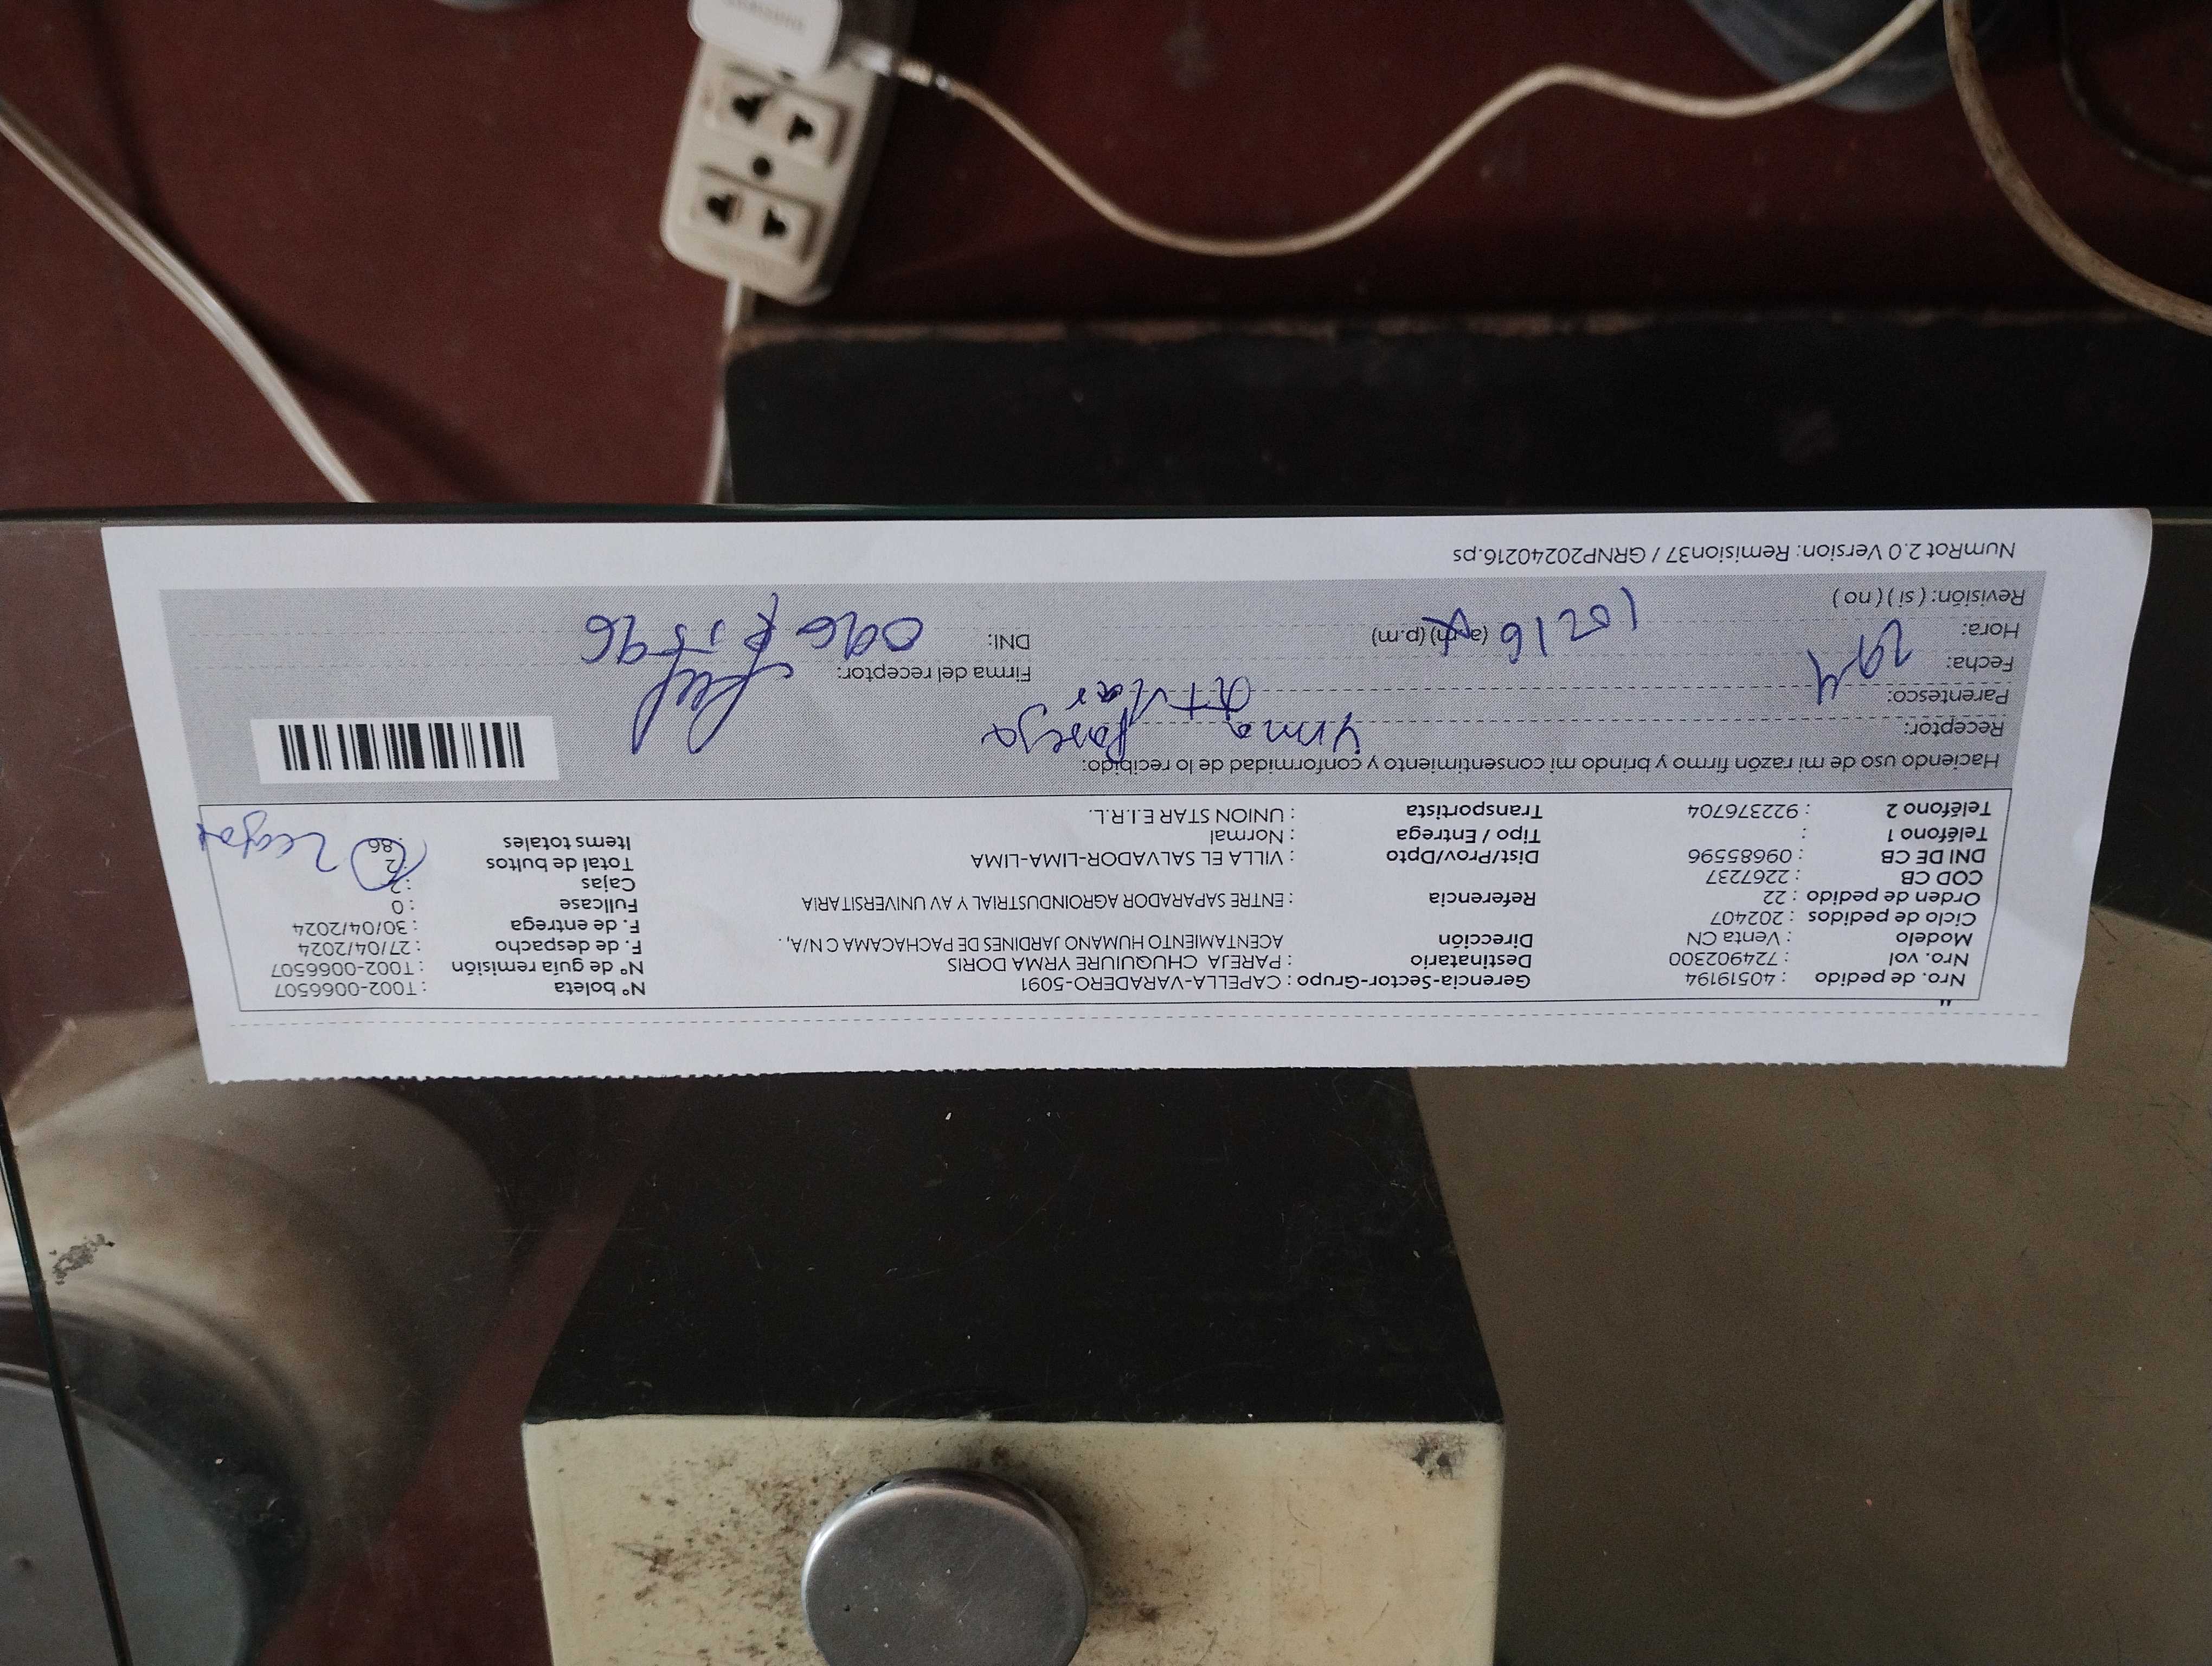 Nro. de pedido : 40519194 Gerencia-Sector-Grupo : CAPELLA-VARADERO-5091 N° boleta : T002-0066507
Nro. vol : 724902300 Destinatario : PAREJA CHUQUIURE YRMA DORIS N° de guia remisión : T002-0066507
Modelo : Venta CN Dirección ACENTAMIENTO HUMANO JARDINES DE PACHACAMA C N/A, . F. de despacho : 27/04/2024
Ciclo de pedidos : 202407 F. de entrega : 30/04/2024
Orden de pedido : 22 Referencia : ENTRE SAPARADOR AGROINDUSTRIAL Y AV UNIVERSITARIA Fullcase : 0
COD CB : 2267237 Cajas : 2
DNI DE CB : 09685596 Dist/Prov/Dpto : VILLA EL SALVADOR-LIMA-LIMA Total de bultos : 2
Teléfono 1 : Tipo / Entrega : Normal Items totales : 86
Teléfono 2 : 922376704 Transportista : UNION STAR E.I.R.L.
Haciendo uso de mi razón firmo y brindo mi consentimiento y conformidad de lo recibido:
Receptor: Yrma Pareja
Parentesco: titular
Fecha: 29 4 Firma del receptor:
Hora: 10:16 (a.m) (p.m) DNI: 09685596
Revisión: ( si ) ( no )
NumRot 2.0 Version: Remision37 / GRNP20240216.ps